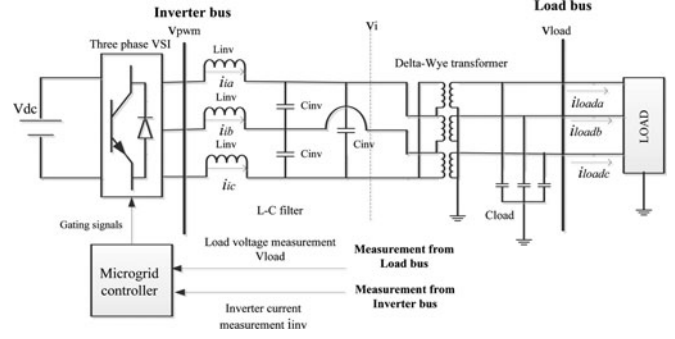 Inverter bus
Vpwm
Load bus
Vload
Three phase VSI
Vi
Linv
iia
Delta-Wye transformer
Vdc
Linv
iib
Cinv
Cinv
Linv
Cinv
iic
iloada
iloadb
iloadc
LOAD
L-C filter
Cload
Gating signals
Load voltage measurement
Vload
Measurement from
Load bus
Microgrid
controller
Measurement from
Inverter bus
Inverter current
measurement iinv